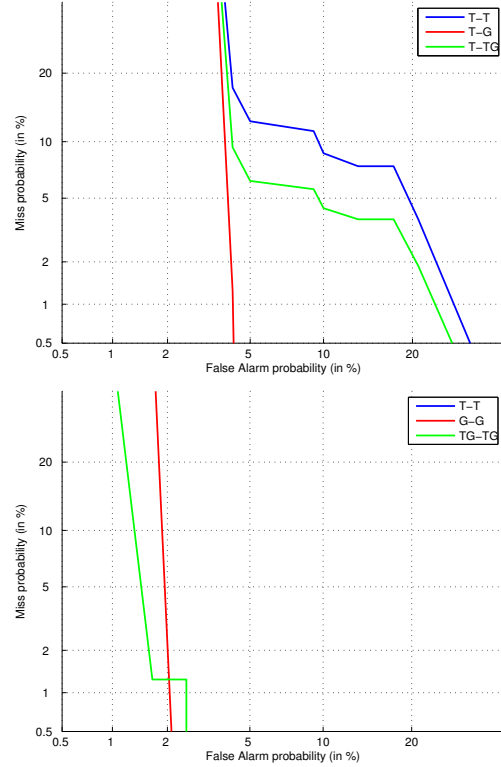 T−T
T−G
T−TG
20
10
5
2
1
0.5
Miss probability (in %)
0.5 1 2 5 10 20
False Alarm probability (in %)
T−T
G−G
TG−TG
20
10
5
2
1
0.5
Miss probability (in %)
0.5 1 2 5 10 20
False Alarm probability (in %)